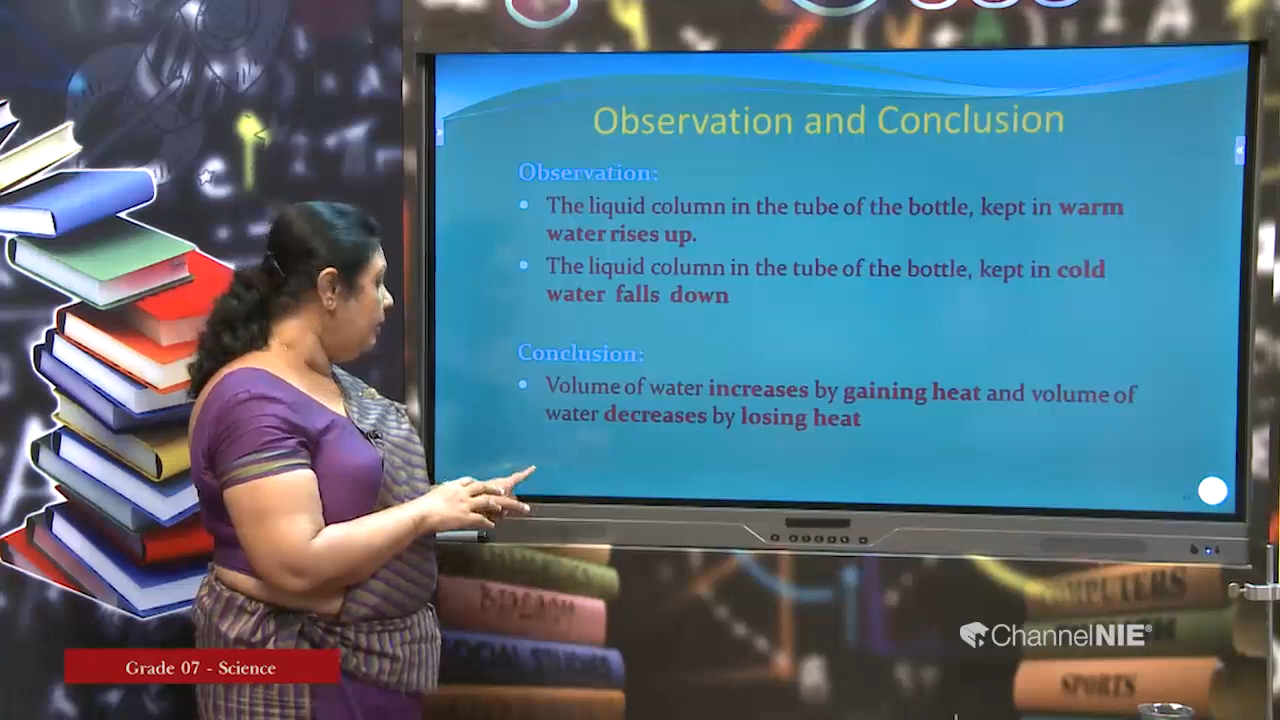 Observation and Conclusion
Observation:
• The liquid column in the tube of the bottle, kept in warm
water rises up.
• The liquid column in the tube of the bottle, kept in cold
water falls down
Conclusion:
• Volume of water increases by gaining heat and volume of
water decreases by losing heat
COMPUTERS
SOCIAL STUDIES
SPORTS
ChannelNIE®
Grade 07 - Science